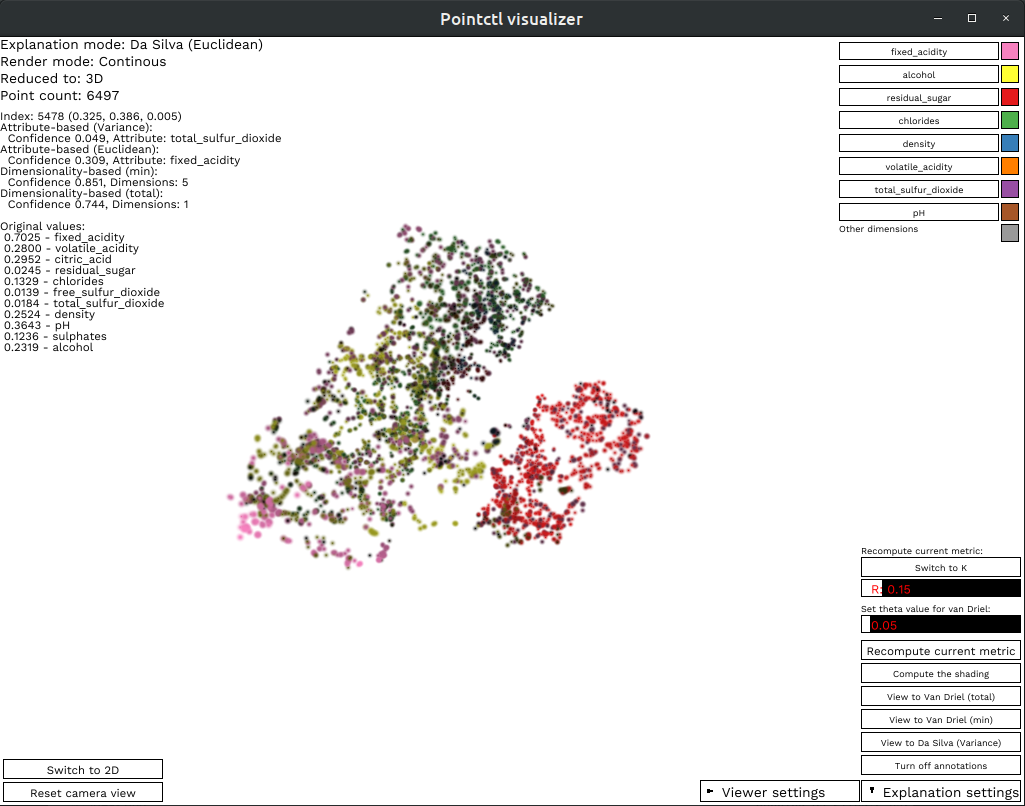 Pointctl visualizer
Explanation mode: Da Silva (Euclidean)
Render mode: Continous
Reduced to: 3D
Point count: 6497
Index: 5478 (0.325, 0.386, 0.005)
Attribute-based (Variance):
Confidence 0.049, Attribute: total_sulfur_dioxide
Attribute-based (Euclidean):
Confidence 0.309, Attribute: fixed_acidity
Dimensionality-based (min):
Confidence 0.851, Dimensions: 5
Dimensionality-based (total):
Confidence 0.744, Dimensions: 1
Original values:
0.7025 - fixed_acidity
0.2800 - volatile_acidity
0.2952 - citric_acid
0.0245 - residual_sugar
0.1329 - chlorides
0.0139 - free_sulfur_dioxide
0.0184 - total_sulfur_dioxide
0.2524 - density
0.3643 - pH
0.1236 - sulphates
0.2319 - alcohol
fixed_acidity
alcohol
residual_sugar
chlorides
density
volatile_acidity
total_sulfur_dioxide
pH
Other dimensions
Recompute current metric:
Switch to K
R: 0.15
Set theta value for van Driel:
0.05
Recompute current metric
Compute the shading
View to Van Driel (total)
View to Van Driel (min)
View to Da Silva (Variance)
Turn off annotations
Switch to 2D
Reset camera view
Viewer settings
Explanation settings